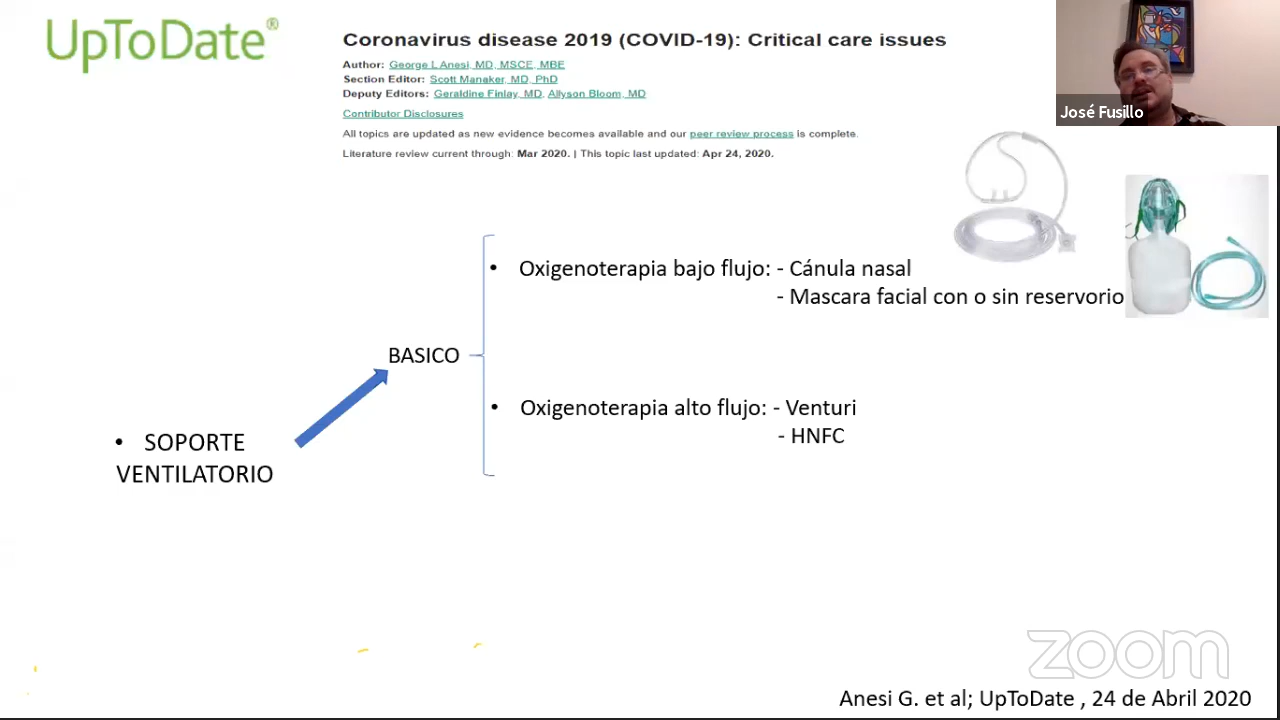 UpToDate®
Coronavirus disease 2019 (COVID-19): Critical care issues
Author: George L Anesi, MD, MSCE, MBE
Section Editor: Scott Manaker, MD, PhD
Deputy Editors: Geraldine Finlay, MD, Allyson Bloom, MD
Contributor Disclosures
All topics are updated as new evidence becomes available and our peer review process is complete.
Literature review current through: Mar 2020. | This topic last updated: Apr 24, 2020.
José Fusillo
• Oxigenoterapia bajo flujo: - Cánula nasal
- Mascara facial con o sin reservorio
BASICO
• Oxigenoterapia alto flujo: - Venturi
- HNFC
• SOPORTE
VENTILATORIO
zoom
Anesi G. et al; UpToDate , 24 de Abril 2020